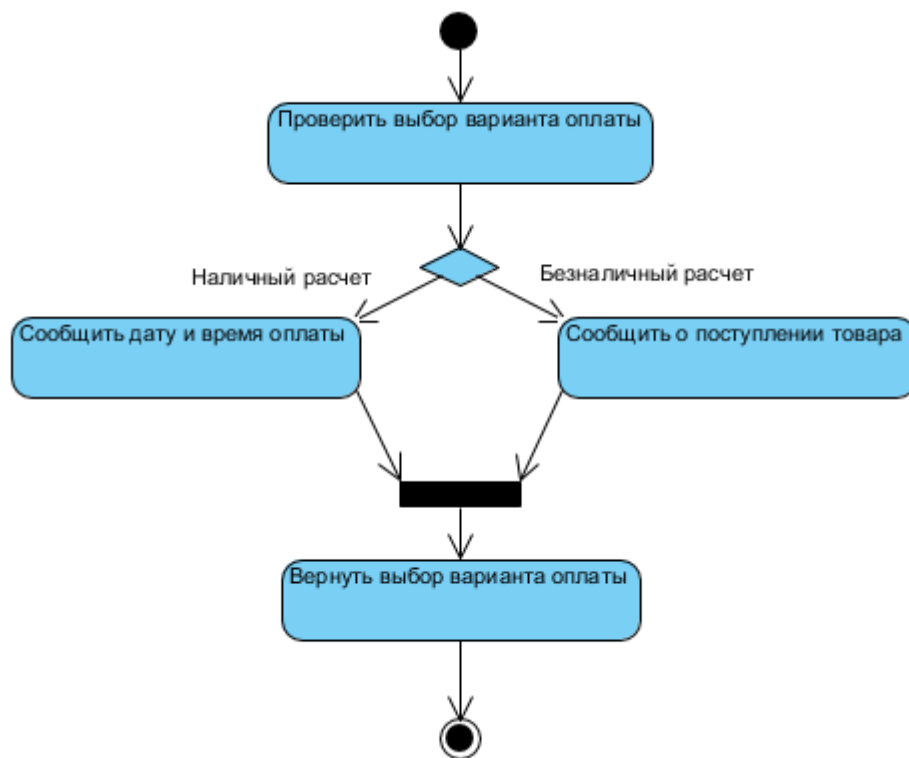 Проверить выбор варианта оплаты
Наличный расчет
Безналичный расчет
Сообщить дату и время оплаты
Сообщить о поступлении товара
Вернуть выбор варианта оплаты